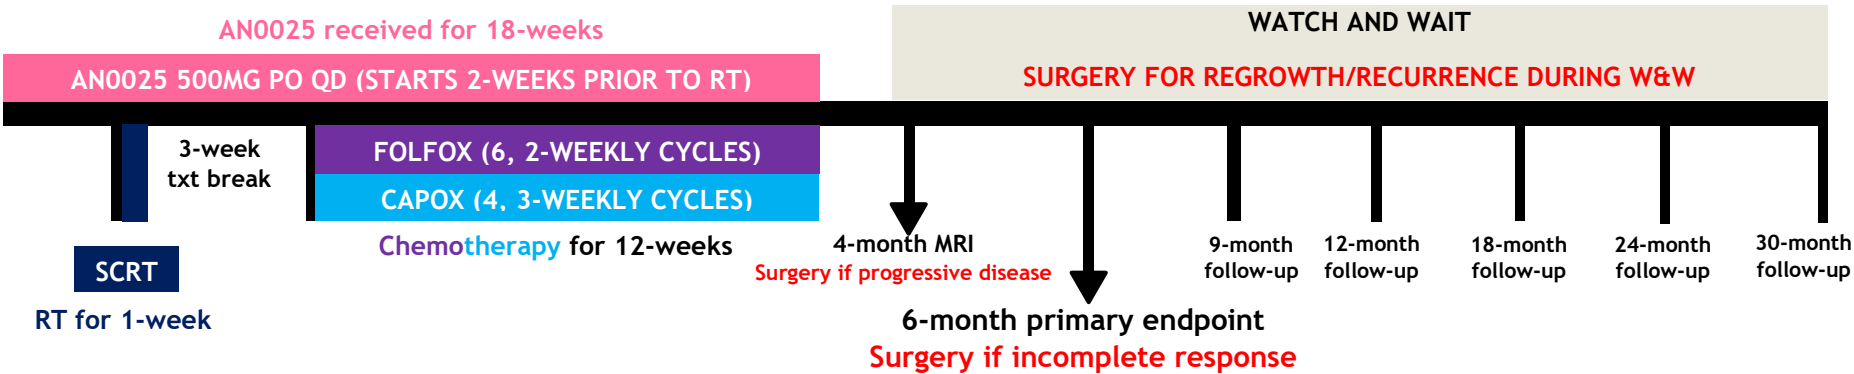 AN0025 received for 18-weeks
AN0025 500MG PO QD (STARTS 2-WEEKS PRIOR TO RT)
WATCH AND WAIT
SURGERY FOR REGROWTH/RECURRENCE DURING W&W
3-week
txt break
FOLFOX (6, 2-WEEKLY CYCLES)
CAPOX (4, 3-WEEKLY CYCLES)
Chemotherapy for 12-weeks
SCRT
RT for 1-week
4-month MRI
Surgery if progressive disease
6-month primary endpoint
Surgery if incomplete response
9-month
follow-up
12-month
follow-up
18-month
follow-up
24-month
follow-up
30-month
follow-up